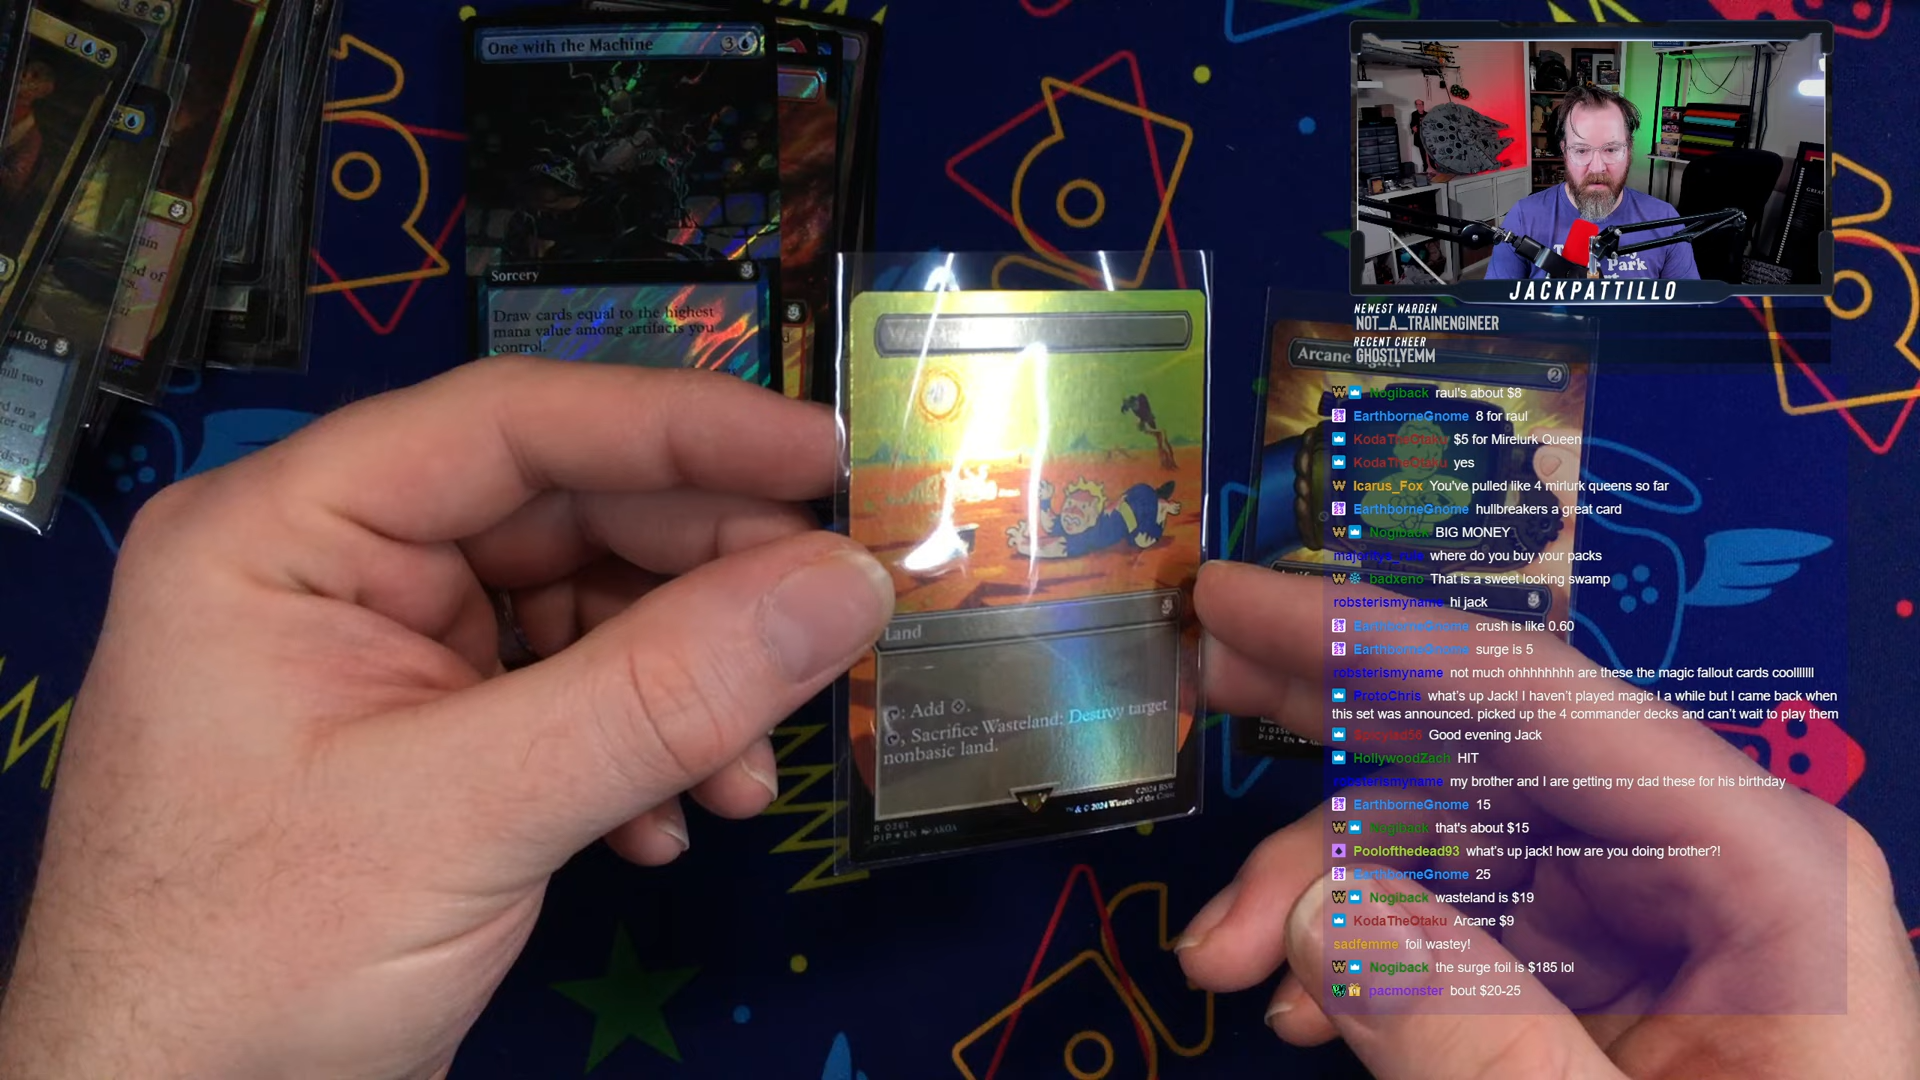 One with the Machine 3
Sorcery
Draw cards equal to the highest
mana value among artifacts you
control.
1
Land
: Add .
, Sacrifice Wasteland: Destroy target
nonbasic land.
©2024 BSW
™ & © 2024 Wizards of the Coast
R 0361
PIP • EN AKOA
Arcane 2
Park
JACKPATTILLO
NEWEST WARDEN
NOT_A_TRAINENGINEER
RECENT CHEER
GHOSTLYEMM
Nogiback raul's about $8
EarthborneGnome 8 for raul
KodaTheOtaku $5 for Mirelurk Queen
KodaTheOtaku yes
Icarus_Fox You've pulled like 4 mirlurk queens so far
EarthborneGnome hullbreakers a great card
Nogiback BIG MONEY
where do you buy your packs
badxeno That is a sweet looking swamp
robsterismyname hi jack
EarthborneGnome crush is like 0.60
EarthborneGnome surge is 5
robsterismyname not much ohhhhhhhh are these the magic fallout cards coolllllll
ProtoChris what's up Jack! I haven't played magic I a while but I came back when
this set was announced. picked up the 4 commander decks and can't wait to play them
Good evening Jack
HollywoodZach HIT
robsterismyname my brother and I are getting my dad these for his birthday
EarthborneGnome 15
Nogiback that's about $15
Poolofthedead93 what's up jack! how are you doing brother?!
EarthborneGnome 25
Nogiback wasteland is $19
KodaTheOtaku Arcane $9
sadfemme foil wastey!
Nogiback the surge foil is $185 lol
pacmonster bout $20-25